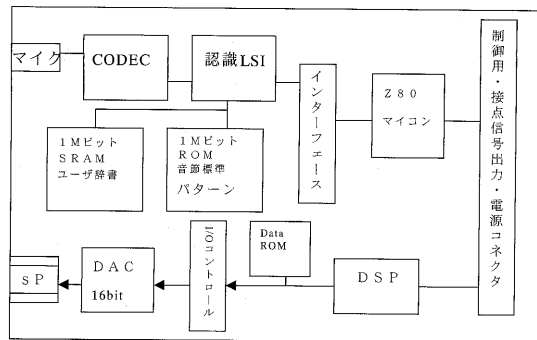 マイク
CODEC
認識LSI
インターフェース
Z80
マイコン
制御用・接点信号出力・電源コネクタ
1Mビット
SRAM
ユーザ辞書
1Mビット
ROM
音節標準
パターン
I/Oコントロール
Data
ROM
SP
DAC
16bit
DSP